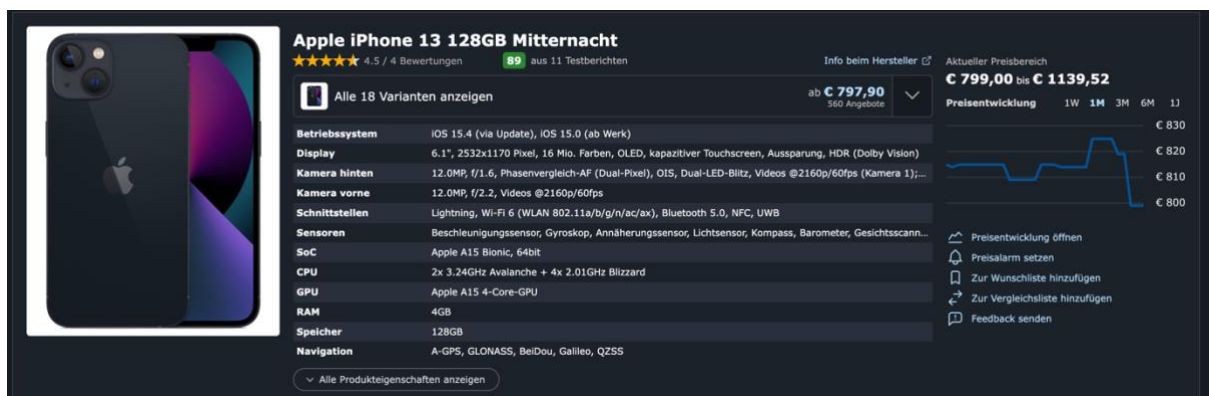 Apple iPhone 13 128GB Mitternacht
4.5 / 4 Bewertungen 89 aus 11 Testberichten Info beim Hersteller
Alle 18 Varianten anzeigen ab € 797,90
560 Angebote
Betriebssystem iOS 15.4 (via Update), iOS 15.0 (ab Werk)
Display 6.1", 2532x1170 Pixel, 16 Mio. Farben, OLED, kapazitiver Touchscreen, Aussparung, HDR (Dolby Vision)
Kamera hinten 12.0MP, f/1.6, Phasenvergleich-AF (Dual-Pixel), OIS, Dual-LED-Blitz, Videos @2160p/60fps (Kamera 1);...
Kamera vorne 12.0MP, f/2.2, Videos @2160p/60fps
Schnittstellen Lightning, Wi-Fi 6 (WLAN 802.11a/b/g/n/ac/ax), Bluetooth 5.0, NFC, UWB
Sensoren Beschleunigungssensor, Gyroskop, Annäherungssensor, Lichtsensor, Kompass, Barometer, Gesichtsscann...
SoC Apple A15 Bionic, 64bit
CPU 2x 3.24GHz Avalanche + 4x 2.01GHz Blizzard
GPU Apple A15 4-Core-GPU
RAM 4GB
Speicher 128GB
Navigation A-GPS, GLONASS, BeiDou, Galileo, QZSS
Alle Produkteigenschaften anzeigen
Aktueller Preisbereich
€ 799,00 bis € 1139,52
Preisentwicklung 1W 1M 3M 6M 1J
€ 830
€ 820
€ 810
€ 800
Preisentwicklung öffnen
Preisalarm setzen
Zur Wunschliste hinzufügen
Zur Vergleichsliste hinzufügen
Feedback senden